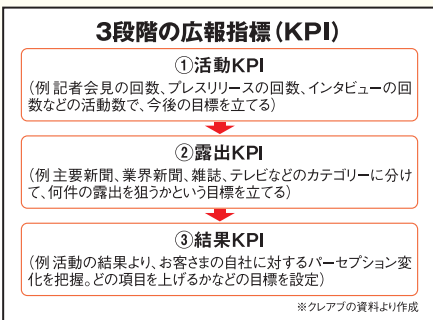 3段階の広報指標（KPI）
①活動KPI
（例 記者会見の回数、プレスリリースの回数、インタビューの回
数などの活動数で、今後の目標を立てる）
②露出KPI
（例 主要新聞、業界新聞、雑誌、テレビなどのカテゴリーに分け
て、何件の露出を狙うかという目標を立てる）
③結果KPI
（例 活動の結果より、お客さまの自社に対するパーセプション変
化を把握。どの項目を上げるかなどの目標を設定）
※クレアブの資料より作成